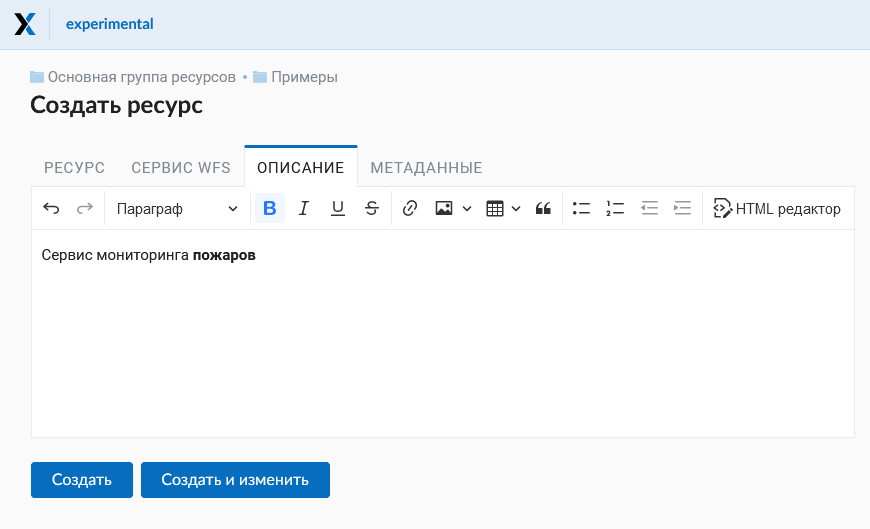 experimental
Основная группа ресурсов • Примеры
Создать ресурс
РЕСУРС СЕРВИС WFS ОПИСАНИЕ МЕТАДАННЫЕ
Параграф B I U S HTML редактор
Сервис мониторинга пожаров
Создать Создать и изменить